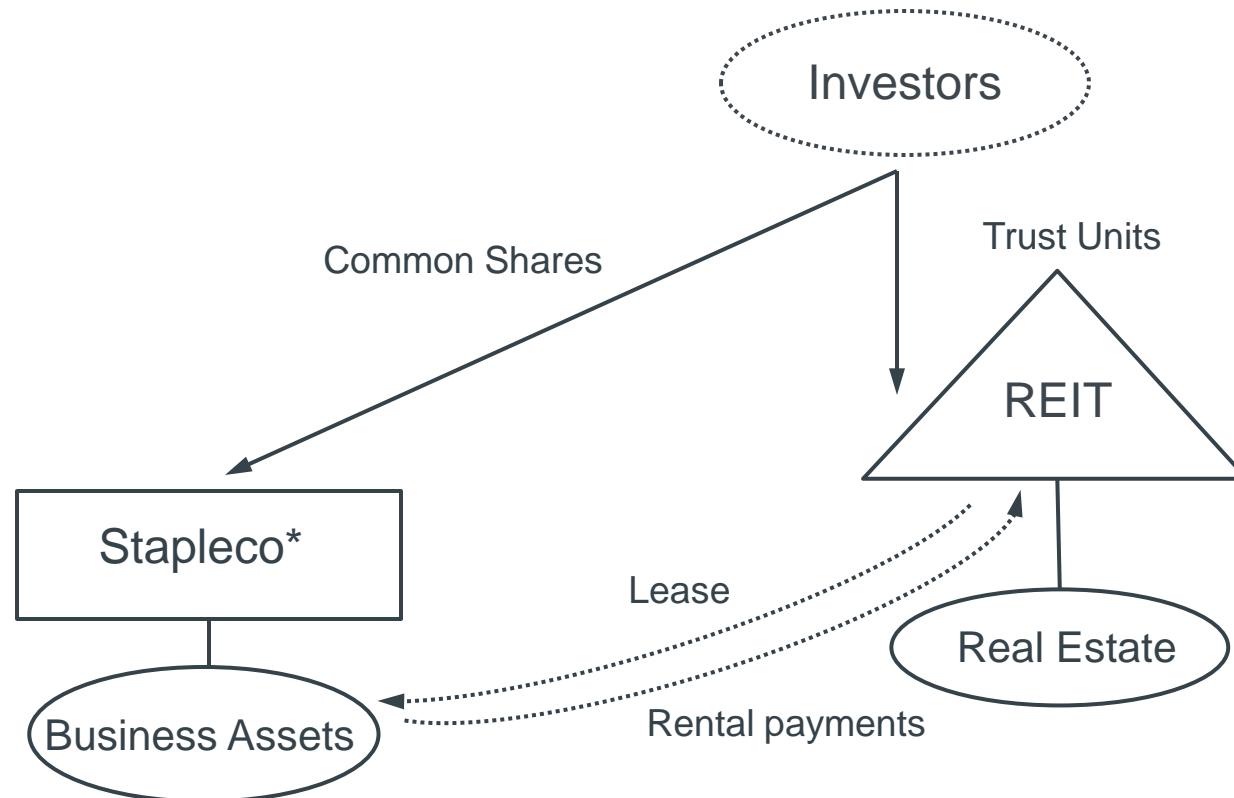 Investors
Trust Units
Common Shares
REIT
Stapleco*
Lease
Real Estate
Rental payments
Business Assets